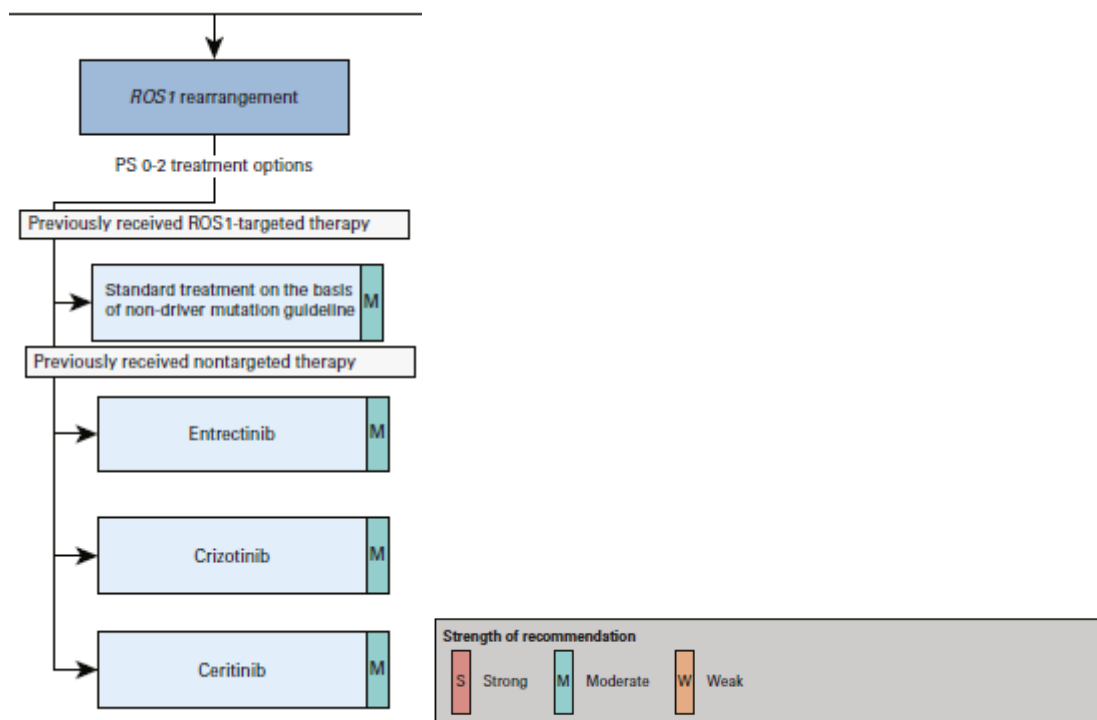 ROS1 rearrangement
PS 0-2 treatment options
Previously received ROS1-targeted therapy
Standard treatment on the basis
of non-driver mutation guideline
M
Previously received nontargeted therapy
Entrectinib
M
Crizotinib
M
Ceritinib
M
Strength of recommendation
S Strong M Moderate W Weak